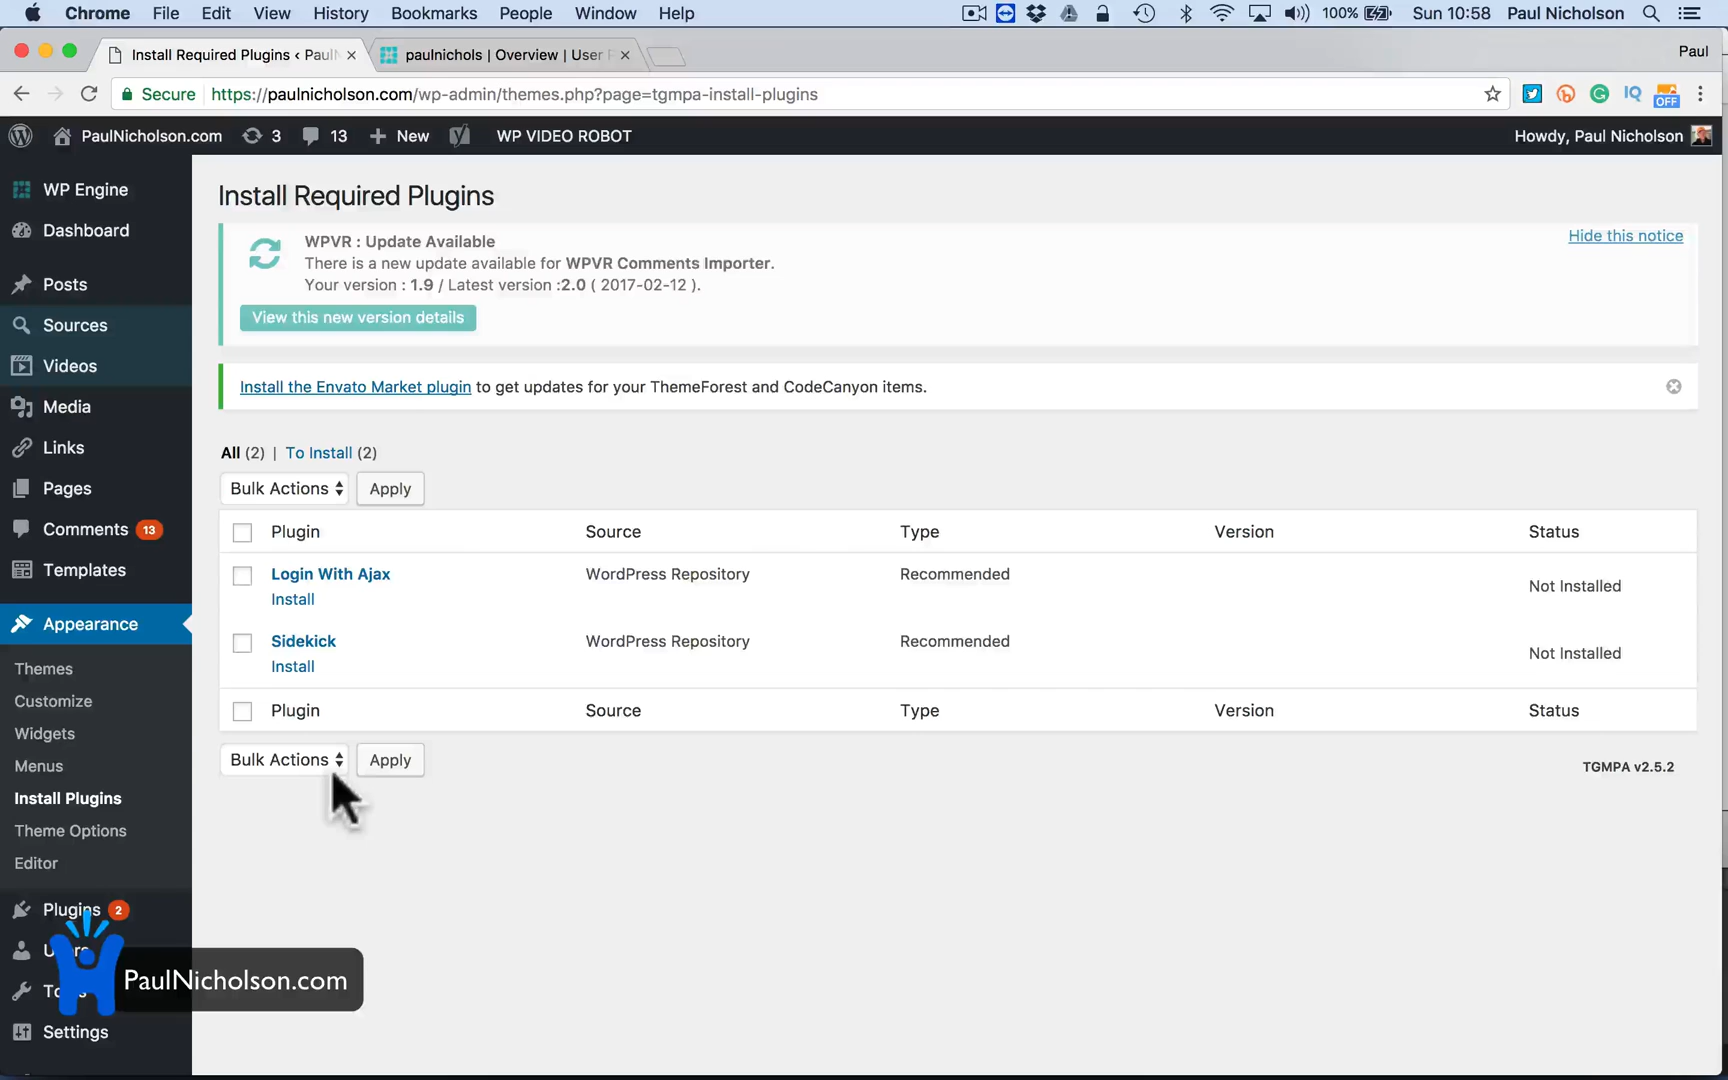 Chrome File Edit View History Bookmarks People Window Help 100% Sun 10:58 Paul Nicholson
Install Required Plugins ‹ Paul
paulnichols | Overview | User
Paul
Secure https://paulnicholson.com/wp-admin/themes.php?page=tgmpa-install-plugins
OFF
PaulNicholson.com 3 13 New WP VIDEO ROBOT Howdy, Paul Nicholson
WP Engine
Dashboard
Posts
Sources
Videos
Media
Links
Pages
Comments 13
Templates
Appearance
Themes
Customize
Widgets
Menus
Install Plugins
Theme Options
Editor
Plugins 2
Settings
Install Required Plugins
WPVR : Update Available
Hide this notice
There is a new update available for WPVR Comments Importer.
Your version : 1.9 / Latest version :2.0 ( 2017-02-12 ).
View this new version details
Install the Envato Market plugin to get updates for your ThemeForest and CodeCanyon items.
All (2) | To Install (2)
Bulk Actions Apply
Plugin Source Type Version Status
Login With Ajax WordPress Repository Recommended Not Installed
Install
Sidekick WordPress Repository Recommended Not Installed
Install
Plugin Source Type Version Status
Bulk Actions Apply
TGMPA v2.5.2
PaulNicholson.com